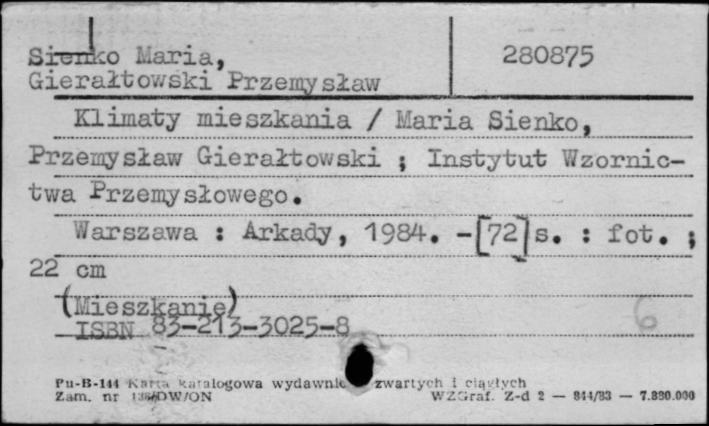 Sienko Maria, 280875
Gierałtowski Przemysław
Klimaty mieszkania / Maria Sienko,
Przemysław Gierałtowski ; Instytut Wzornic-
twa Przemysłowego.
Warszawa : Arkady, 1984. - [72] s. : fot. ;
22 cm
(Mieszkanie)
ISBN 83-213-3025-8
6
Pu-B-144 Karta katalogowa wydawnic zwartych i ciągłych
Zam. nr DW/ON WZGraf. Z-d 2 — 844/83 — 7.880.000